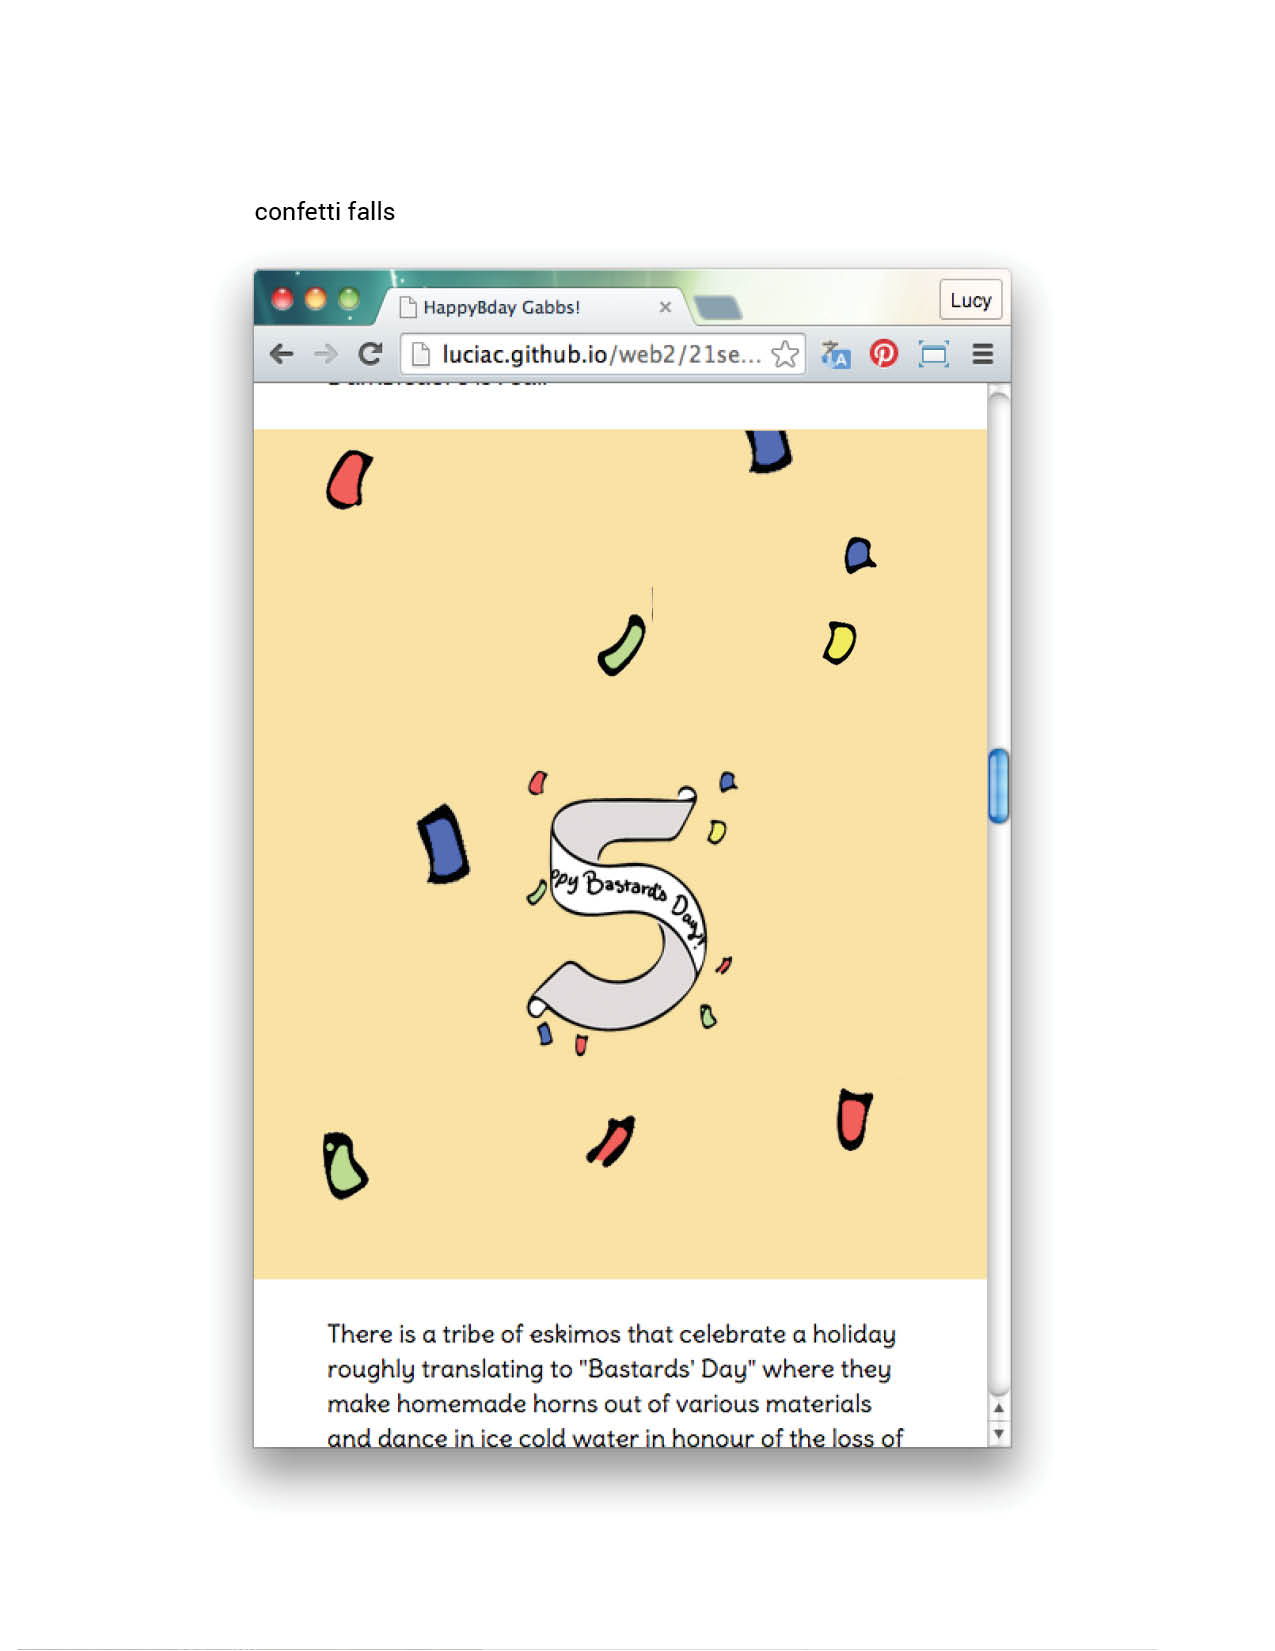 confetti falls
HappyBday Gabbs!
Lucy
luciac.github.io/web2/21se...
5
ppy Bastard's Day!
There is a tribe of eskimos that celebrate a holiday
roughly translating to "Bastards' Day" where they
make homemade horns out of various materials
and dance in ice cold water in honour of the loss of